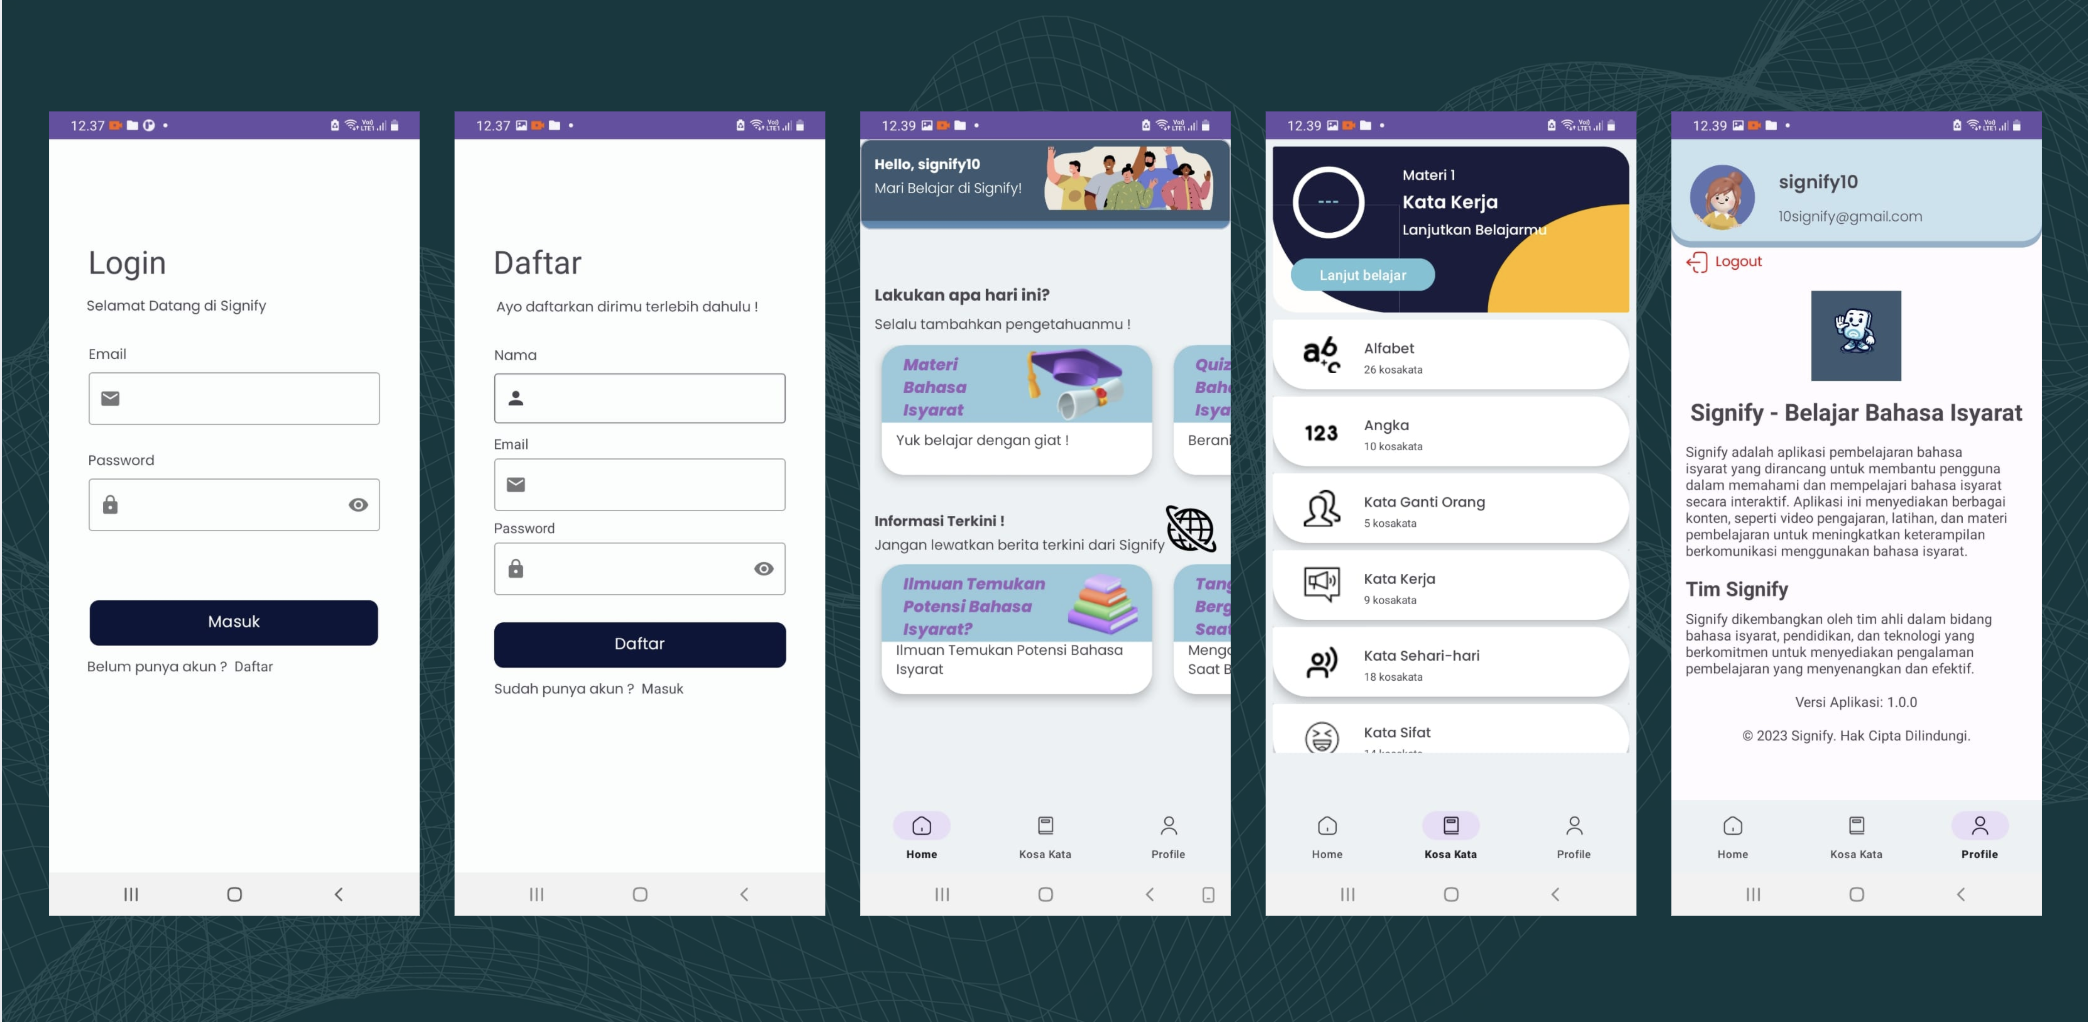 12.37
Login
Selamat Datang di Signify
Email
Password
Masuk
Belum punya akun ? Daftar
12.37
Daftar
Ayo daftarkan dirimu terlebih dahulu !
Nama
Email
Password
Daftar
Sudah punya akun ? Masuk
12.39
Hello, signify10
Mari Belajar di Signify!
Lakukan apa hari ini?
Selalu tambahkan pengetahuanmu !
Materi
Bahasa
Isyarat
Yuk belajar dengan giat !
Quiz
Bah
Isya
Berani
Informasi Terkini !
Jangan lewatkan berita terkini dari Signify
Ilmuan Temukan
Potensi Bahasa
Isyarat?
Ilmuan Temukan Potensi Bahasa
Isyarat
Tang
Berg
Saat
Meng
Saat B
Home
Kosa Kata
Profile
12.39
---
Materi 1
Kata Kerja
Lanjutkan Belajarmu
Lanjut belajar
Alfabet
26 kosakata
123
Angka
10 kosakata
Kata Ganti Orang
5 kosakata
Kata Kerja
9 kosakata
Kata Sehari-hari
18 kosakata
Kata Sifat
Home
Kosa Kata
Profile
12.39
signify10
10signify@gmail.com
Logout
Signify - Belajar Bahasa Isyarat
Signify adalah aplikasi pembelajaran bahasa
isyarat yang dirancang untuk membantu pengguna
dalam memahami dan mempelajari bahasa isyarat
secara interaktif. Aplikasi ini menyediakan berbagai
konten, seperti video pengajaran, latihan, dan materi
pembelajaran untuk meningkatkan keterampilan
berkomunikasi menggunakan bahasa isyarat.
Tim Signify
Signify dikembangkan oleh tim ahli dalam bidang
bahasa isyarat, pendidikan, dan teknologi yang
berkomitmen untuk menyediakan pengalaman
pembelajaran yang menyenangkan dan efektif.
Versi Aplikasi: 1.0.0
© 2023 Signify. Hak Cipta Dilindungi.
Home
Kosa Kata
Profile